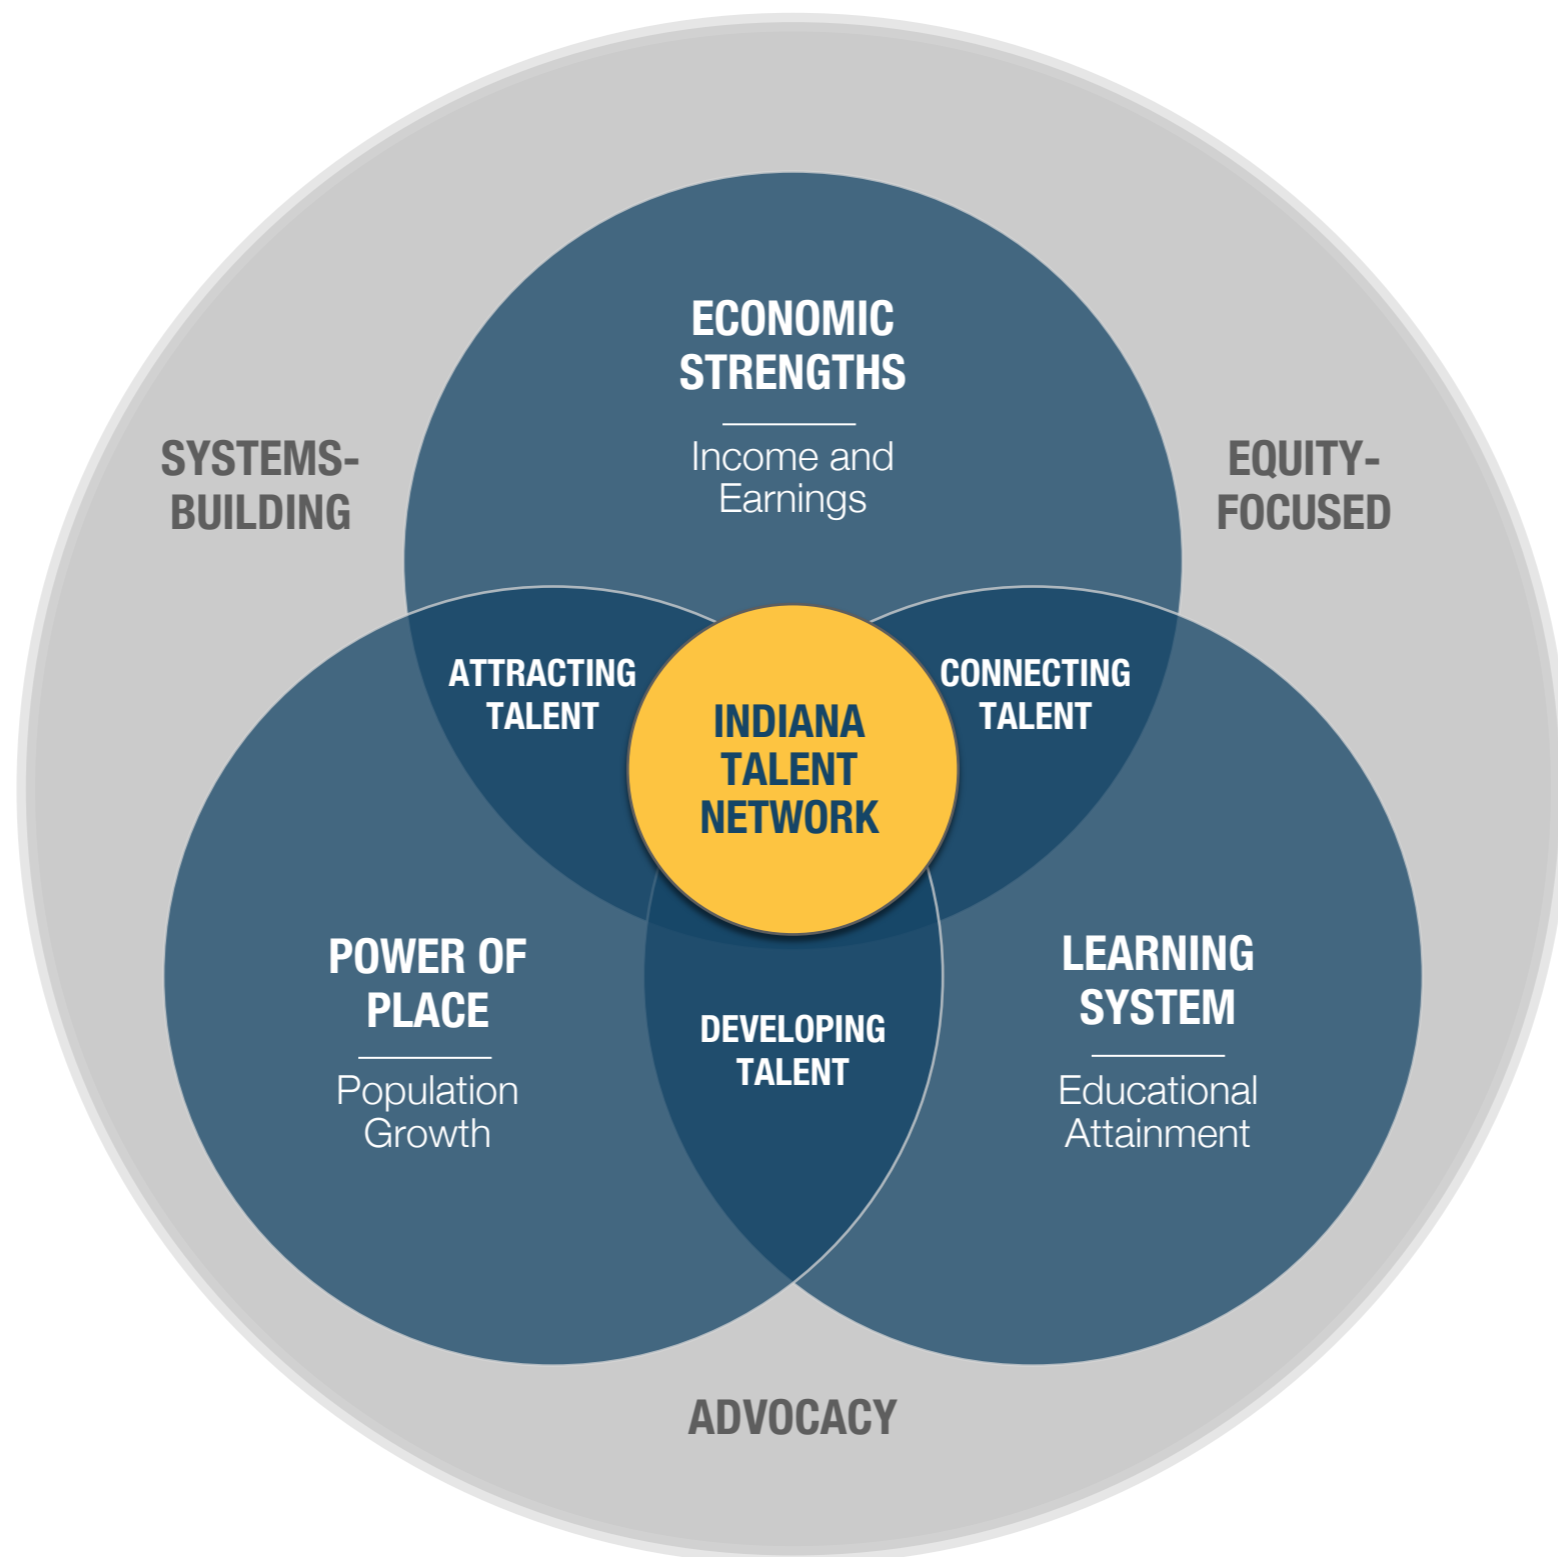 ECONOMIC
STRENGTHS
Income and
Earnings
SYSTEMS-
BUILDING
EQUITY-
FOCUSED
ATTRACTING
TALENT
INDIANA
TALENT
NETWORK
CONNECTING
TALENT
POWER OF
PLACE
Population
Growth
DEVELOPING
TALENT
LEARNING
SYSTEM
Educational
Attainment
ADVOCACY